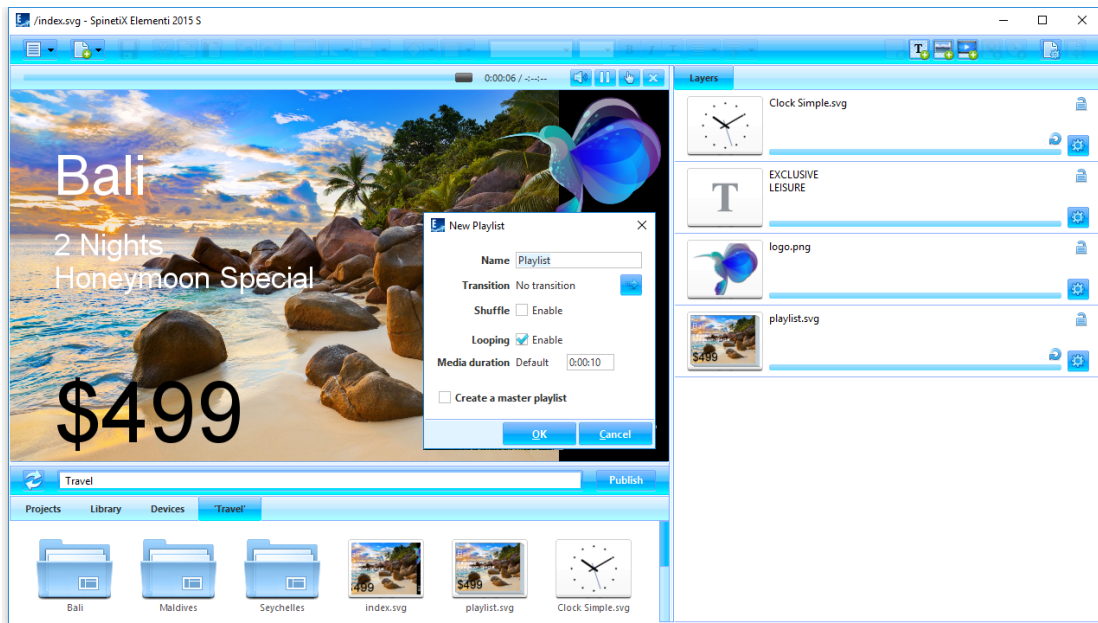 /index.svg - SpinetiX Elementi 2015 S
0:00:06 / -:--:--
Layers
Bali
2 Nights
Honeymoon Special
$499
New Playlist
Name Playlist
Transition No transition
Shuffle Enable
Looping Enable
Media duration Default 0:00:10
Create a master playlist
OK Cancel
Clock Simple.svg
EXCLUSIVE
LEISURE
T
logo.png
playlist.svg
$499
Travel Publish
Projects Library Devices 'Travel'
499 $499
Bali Maldives Seychelles index.svg playlist.svg Clock Simple.svg